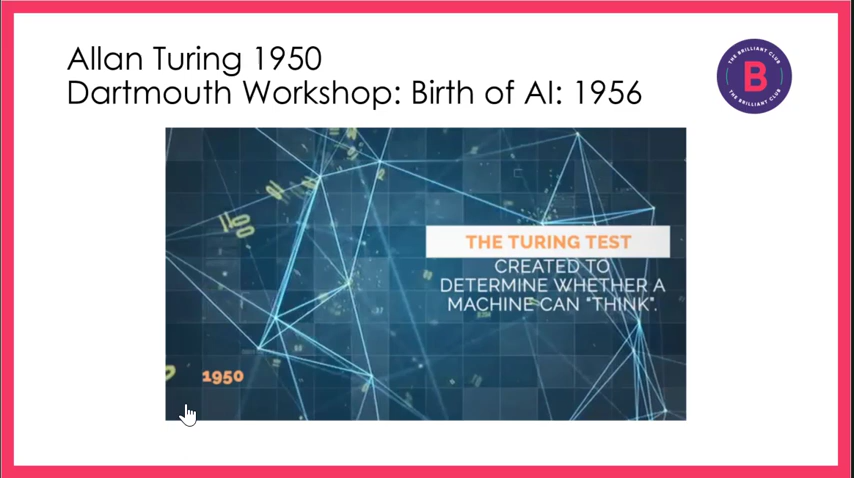 Allan Turing 1950
Dartmouth Workshop: Birth of AI: 1956
THE BRILLIANT CLUB
B
THE BRILLIANT CLUB
THE TURING TEST
CREATED TO
DETERMINE WHETHER A
MACHINE CAN "THINK".
1950